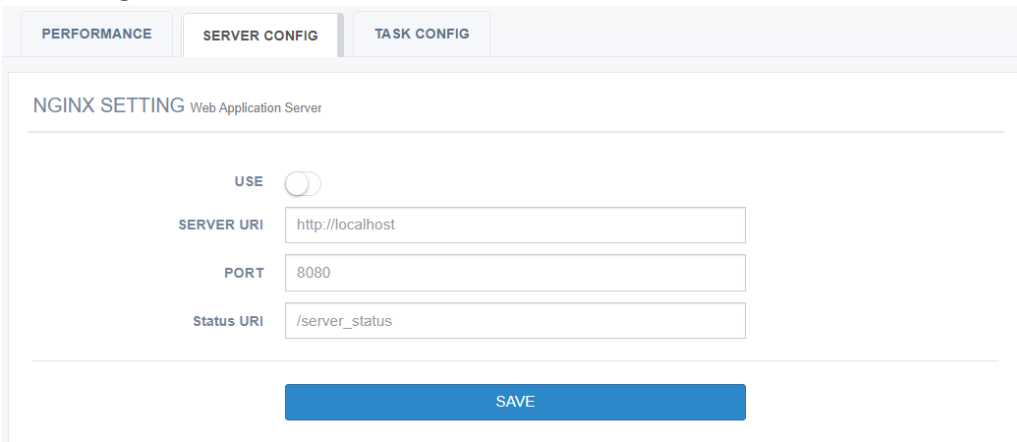 PERFORMANCE SERVER CONFIG TASK CONFIG
NGINX SETTING Web Application Server
USE
SERVER URI http://localhost
PORT 8080
Status URI /server_status
SAVE